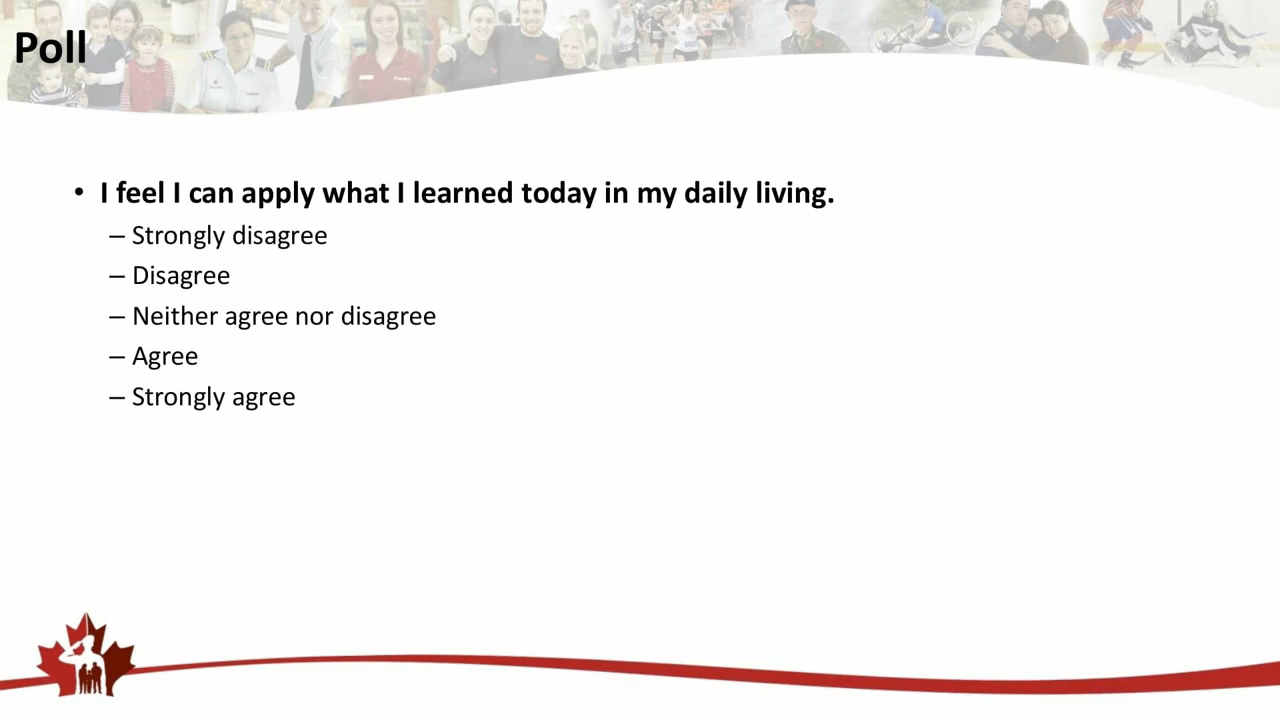 Poll
• I feel I can apply what I learned today in my daily living.
– Strongly disagree
– Disagree
– Neither agree nor disagree
– Agree
– Strongly agree